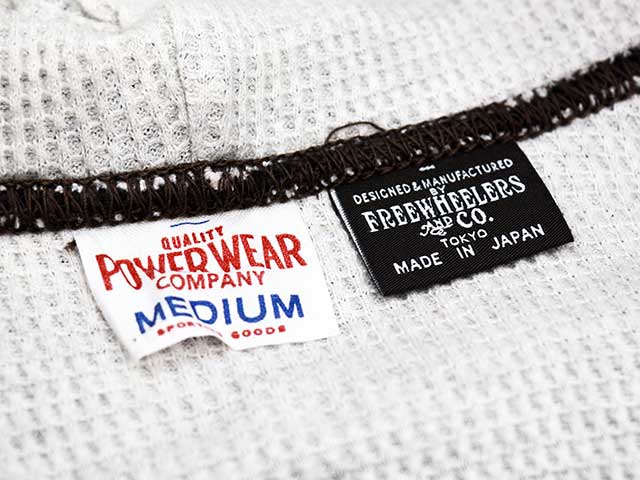 QUALITY
POWERWEAR
COMPANY
MEDIUM
SPORTING GOODS
DESIGNED & MANUFACTURED
BY
FREEWHEELERS
AND CO.
TOKYO
MADE IN JAPAN